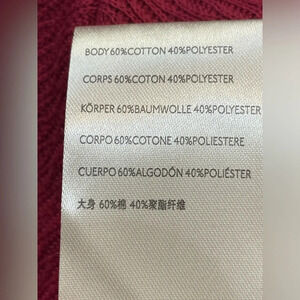 BODY 60%COTTON 40%POLYESTER
CORPS 60%COTON 40%POLYESTER
KÖRPER 60%BAUMWOLLE 40%POLYESTER
CORPO 60%COTONE 40%POLIESTERE
CUERPO 60%ALGODÓN 40%POLIÉSTER
大身 60%棉 40%聚酯纤维